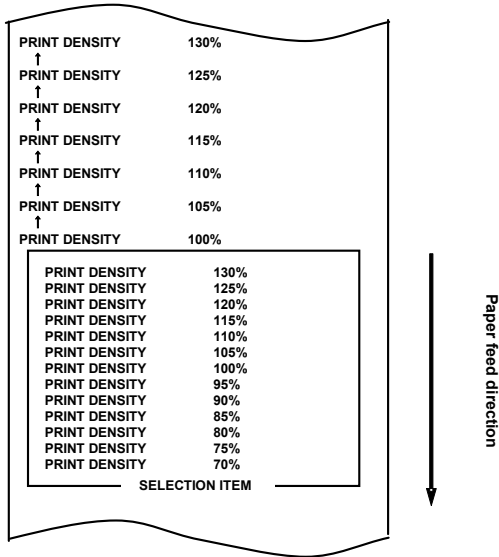 PRINT DENSITY 130%
↑
PRINT DENSITY 125%
↑
PRINT DENSITY 120%
↑
PRINT DENSITY 115%
↑
PRINT DENSITY 110%
↑
PRINT DENSITY 105%
↑
PRINT DENSITY 100%
PRINT DENSITY 130%
PRINT DENSITY 125%
PRINT DENSITY 120%
PRINT DENSITY 115%
PRINT DENSITY 110%
PRINT DENSITY 105%
PRINT DENSITY 100%
PRINT DENSITY 95%
PRINT DENSITY 90%
PRINT DENSITY 85%
PRINT DENSITY 80%
PRINT DENSITY 75%
PRINT DENSITY 70%
SELECTION ITEM
Paper feed direction